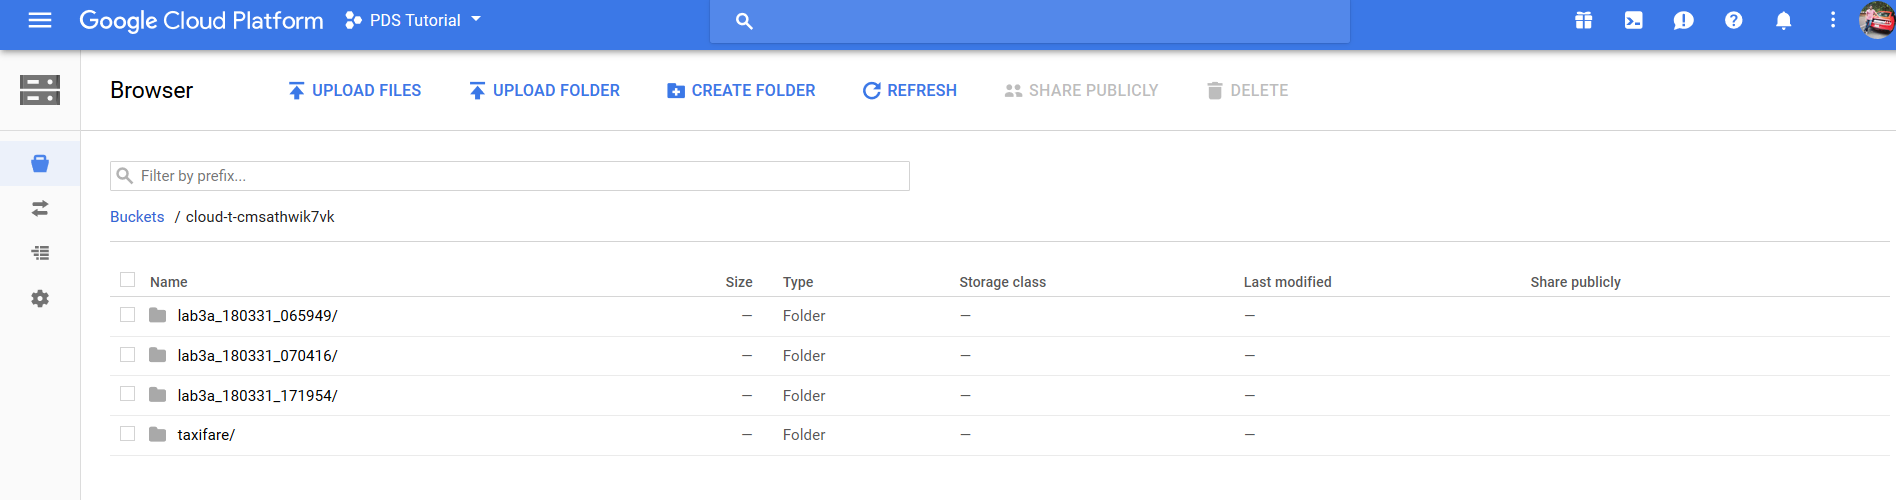 Google Cloud Platform PDS Tutorial
Browser UPLOAD FILES UPLOAD FOLDER CREATE FOLDER REFRESH SHARE PUBLICLY DELETE
Filter by prefix...
Buckets / cloud-t-cmsathwik7vk
Name Size Type Storage class Last modified Share publicly
lab3a_180331_065949/ — Folder — —
lab3a_180331_070416/ — Folder — —
lab3a_180331_171954/ — Folder — —
taxifare/ — Folder — —